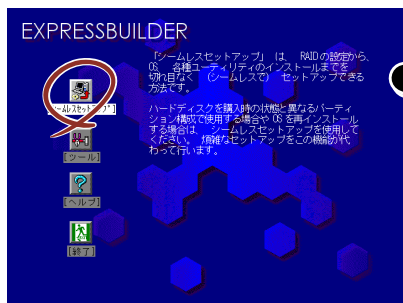 EXPRESSBUILDER
「シームレスセットアップ」 は、 RAIDの設定から、
OS、 各種ユーティリティのインストールまでを
切れ目なく （シームレスで） セットアップできる
方法です。
ハードディスクを購入時の状態と異なるパーティ
ション構成で使用する場合や OS を再インストール
する場合は、 シームレスセットアップを使用して
ください。 煩雑なセットアップをこの機能が代
わって行います。
[ツール]
[ヘルプ]
[終了]